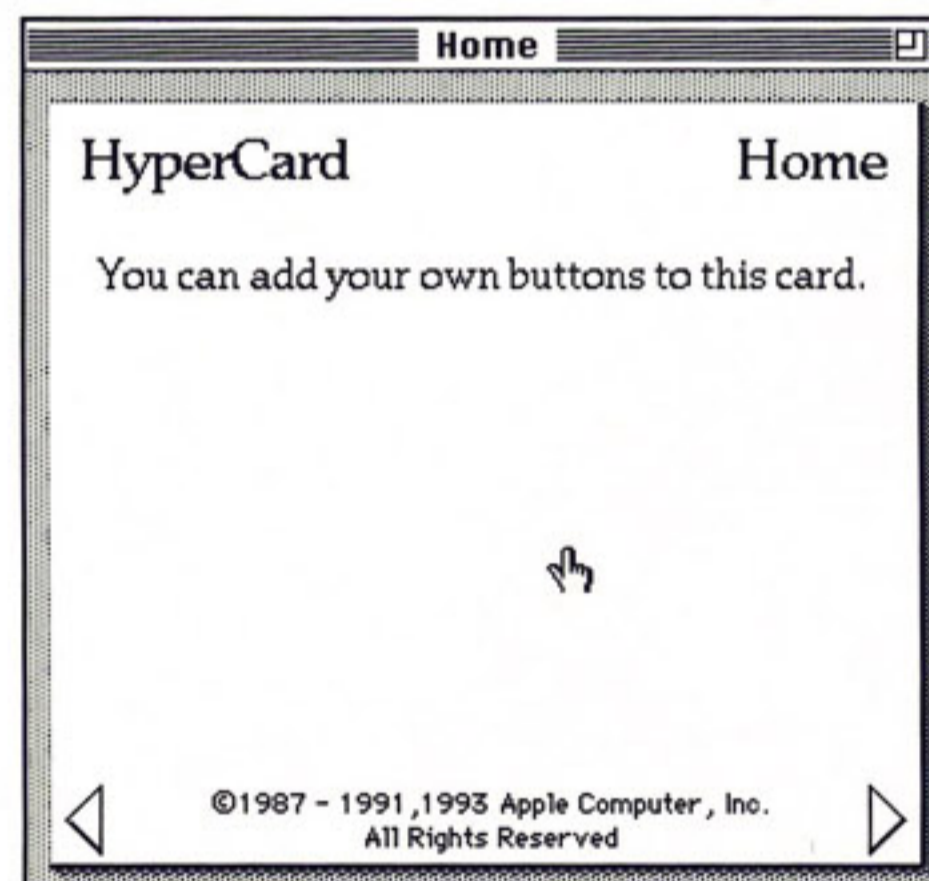 Home
HyperCard Home
You can add your own buttons to this card.
©1987 - 1991,1993 Apple Computer, Inc.
All Rights Reserved